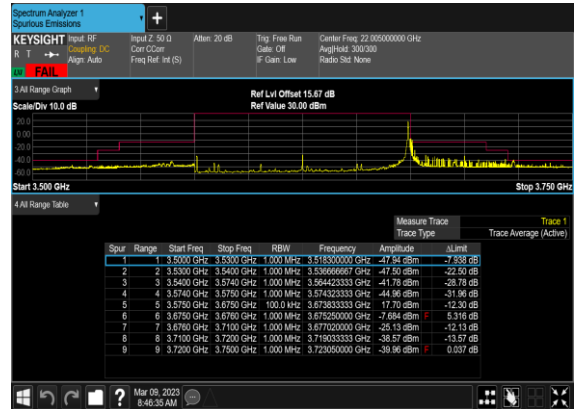 Spectrum Analyzer 1
Spurious Emissions
+
KEYSIGHT Input: RF Input Z: 50 Ω Atten: 20 dB Trig: Free Run Center Freq: 22.005000000 GHz
R T Coupling: DC Corr CCorr Gate: Off Avg|Hold: 300/300
Align: Auto Freq Ref: Int (S) IF Gain: Low Radio Std: None
LW FAIL
3 All Range Graph
Ref Lvl Offset 15.67 dB
Scale/Div 10.0 dB Ref Value 30.00 dBm
20.0
0.00
-20.0
-40.0
-60.0
Start 3.500 GHz Stop 3.750 GHz
4 All Range Table
Measure Trace Trace 1
Trace Type Trace Average (Active)
Spur Range Start Freq Stop Freq RBW Frequency Amplitude ΔLimit
1 1 3.5000 GHz 3.5300 GHz 1.000 MHz 3.518300000 GHz -47.94 dBm -7.938 dB
2 2 3.5300 GHz 3.5400 GHz 1.000 MHz 3.536666667 GHz -47.50 dBm -22.50 dB
3 3 3.5400 GHz 3.5740 GHz 1.000 MHz 3.564423333 GHz -41.78 dBm -28.78 dB
4 4 3.5740 GHz 3.5750 GHz 1.000 MHz 3.574323333 GHz -44.96 dBm -31.96 dB
5 5 3.5750 GHz 3.6750 GHz 100.0 kHz 3.673833333 GHz 17.70 dBm -12.30 dB
6 6 3.6750 GHz 3.6760 GHz 1.000 MHz 3.675250000 GHz -7.684 dBm F 5.316 dB
7 7 3.6760 GHz 3.7100 GHz 1.000 MHz 3.677020000 GHz -25.13 dBm -12.13 dB
8 8 3.7100 GHz 3.7200 GHz 1.000 MHz 3.719033333 GHz -38.57 dBm -13.57 dB
9 9 3.7200 GHz 3.7500 GHz 1.000 MHz 3.723050000 GHz -39.96 dBm F 0.037 dB
? Mar 09, 2023
8:46:35 AM